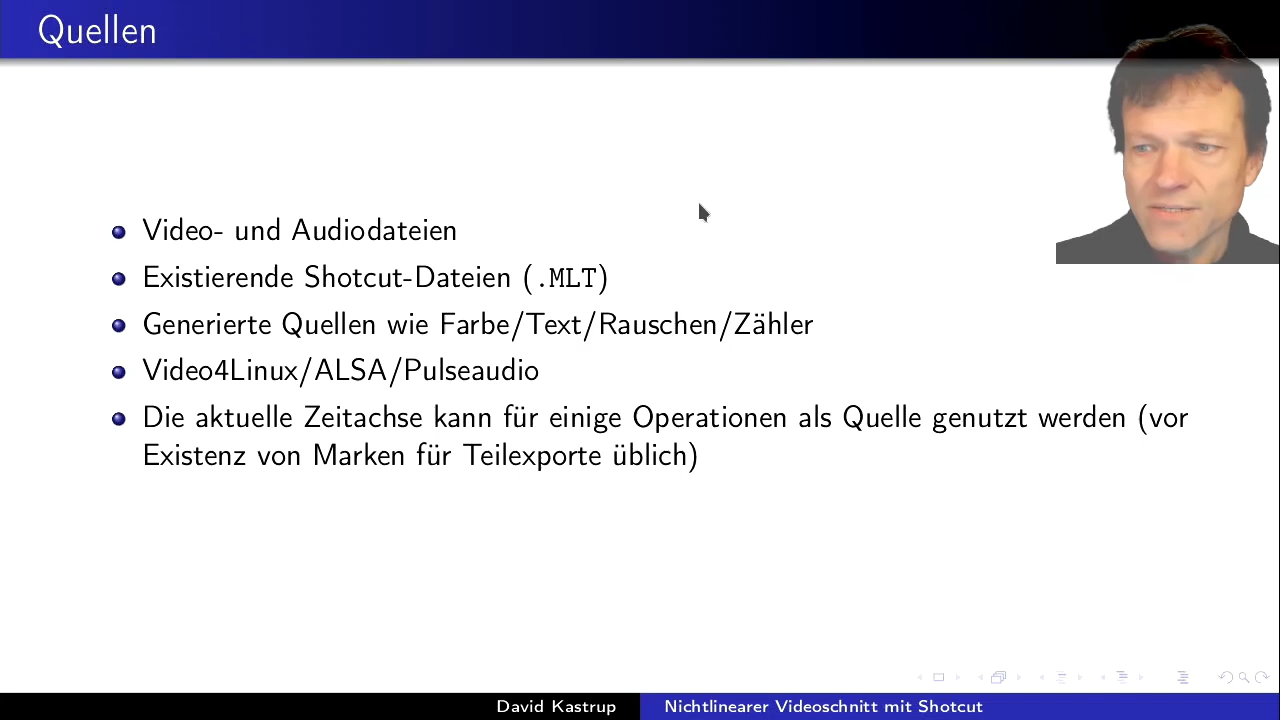 Quellen
Video- und Audiodateien
Existierende Shotcut-Dateien (.MLT)
Generierte Quellen wie Farbe/Text/Rauschen/Zähler
Video4Linux/ALSA/Pulseaudio
Die aktuelle Zeitachse kann für einige Operationen als Quelle genutzt werden (vor
Existenz von Marken für Teilexporte üblich)
David Kastrup
Nichtlinearer Videoschnitt mit Shotcut